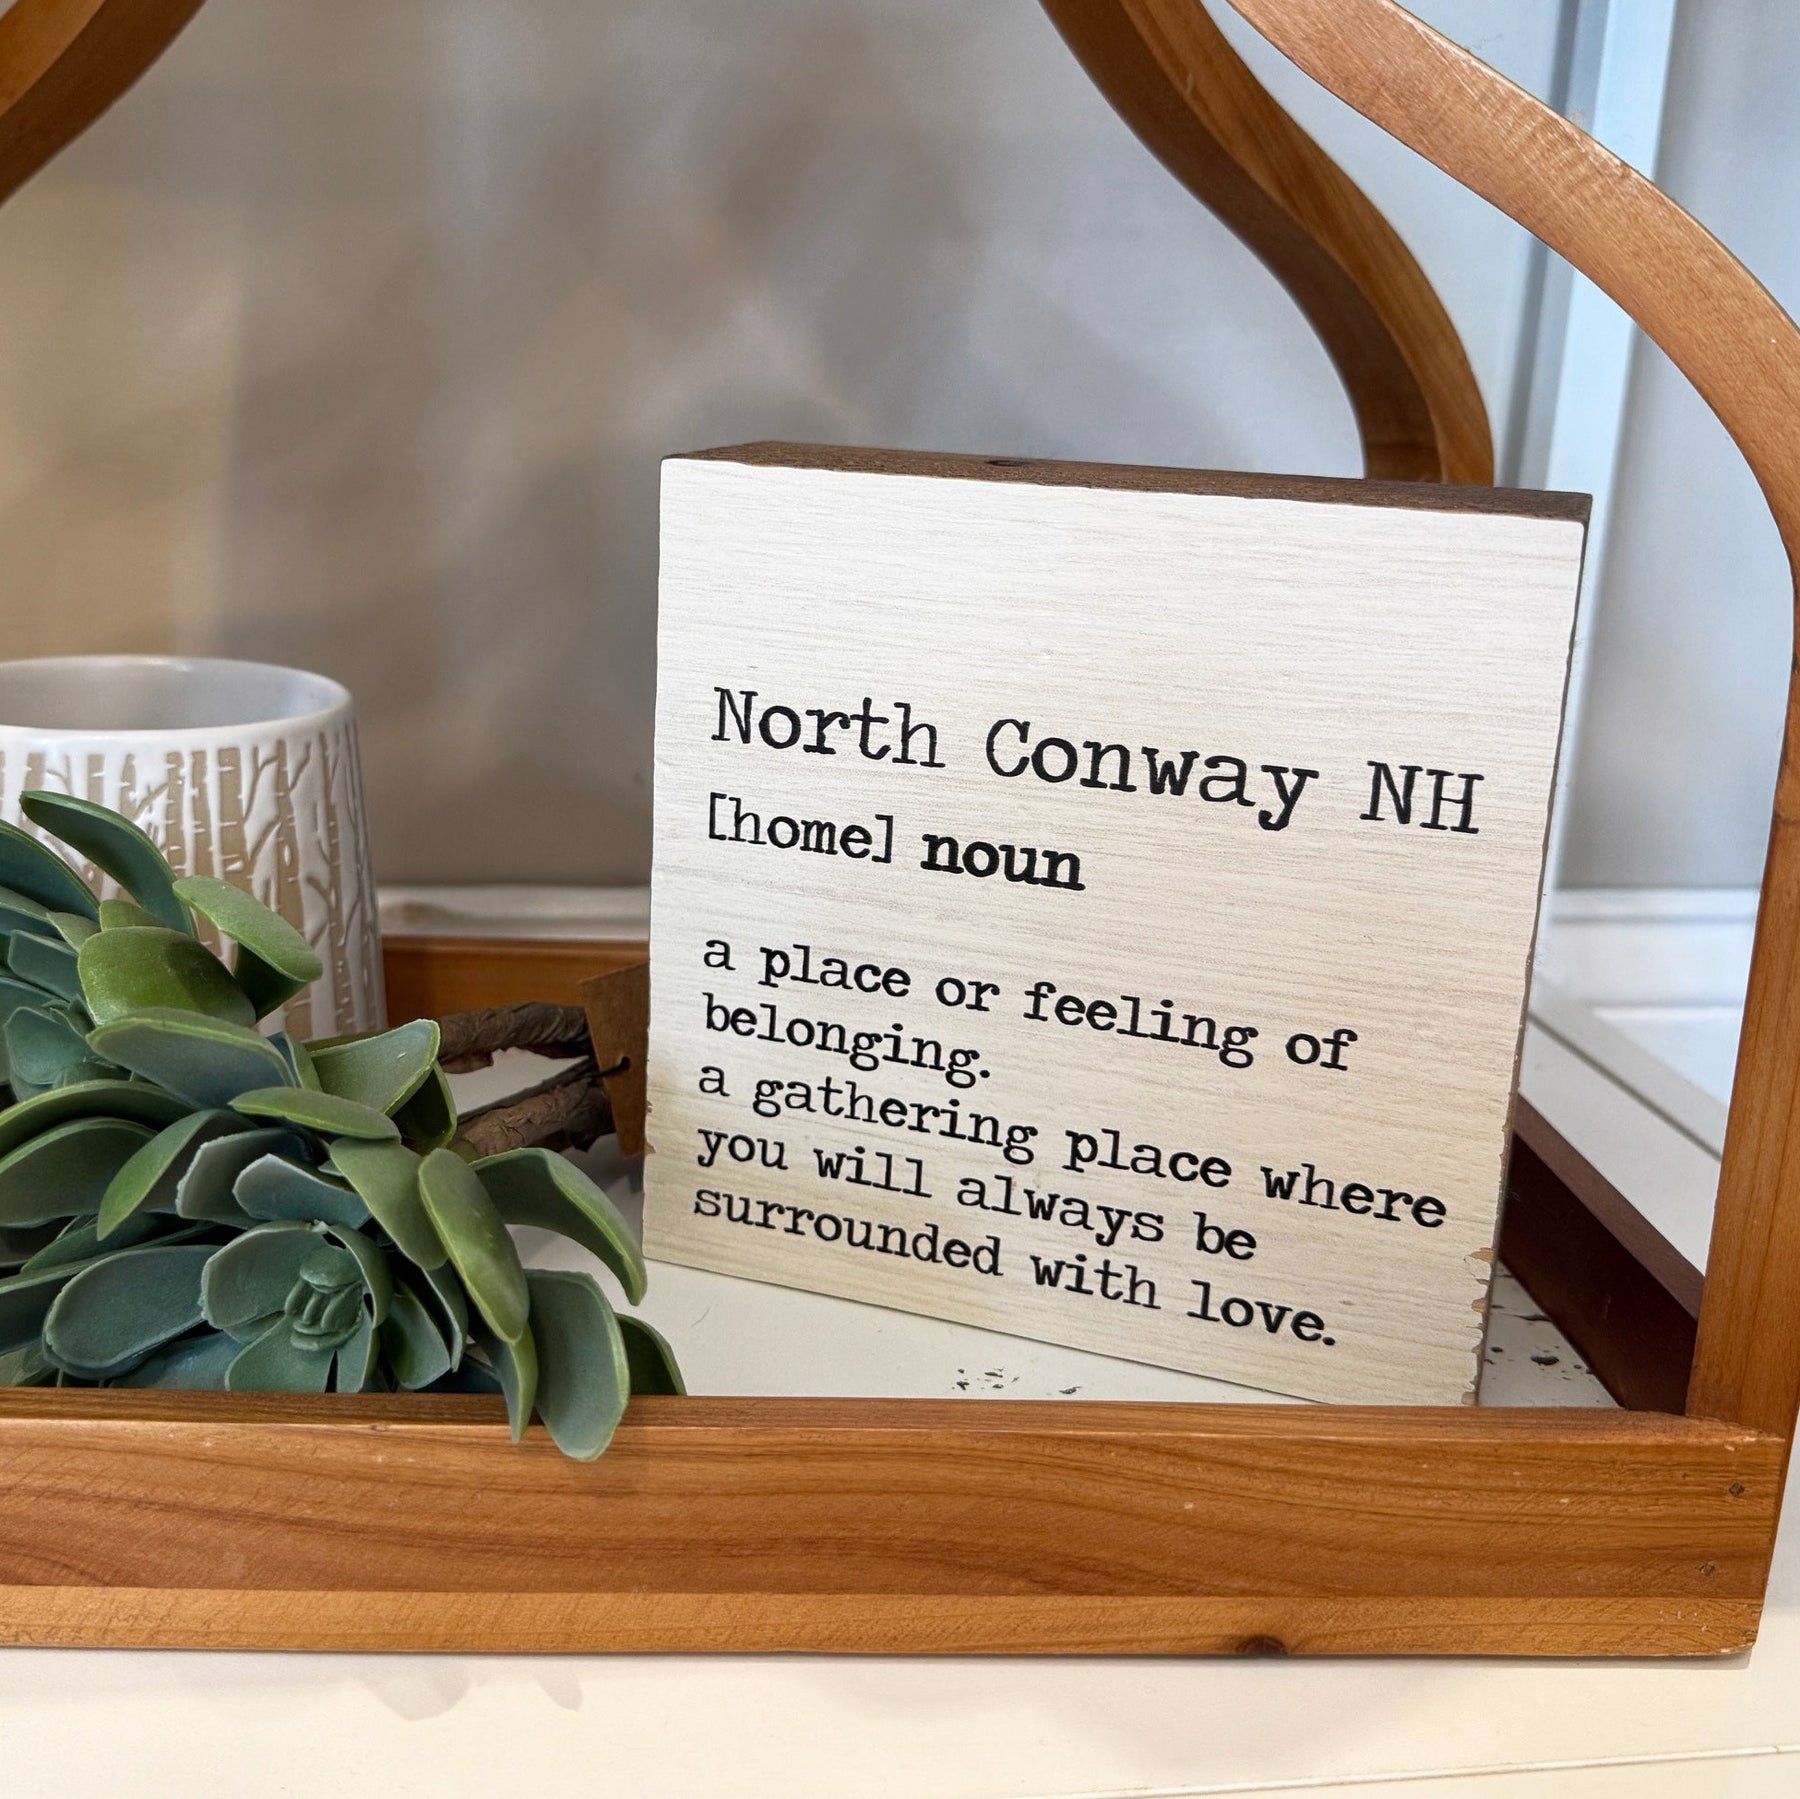 North Conway NH
[home] noun
a place or feeling of
belonging.
a gathering place where
you will always be
surrounded with love.